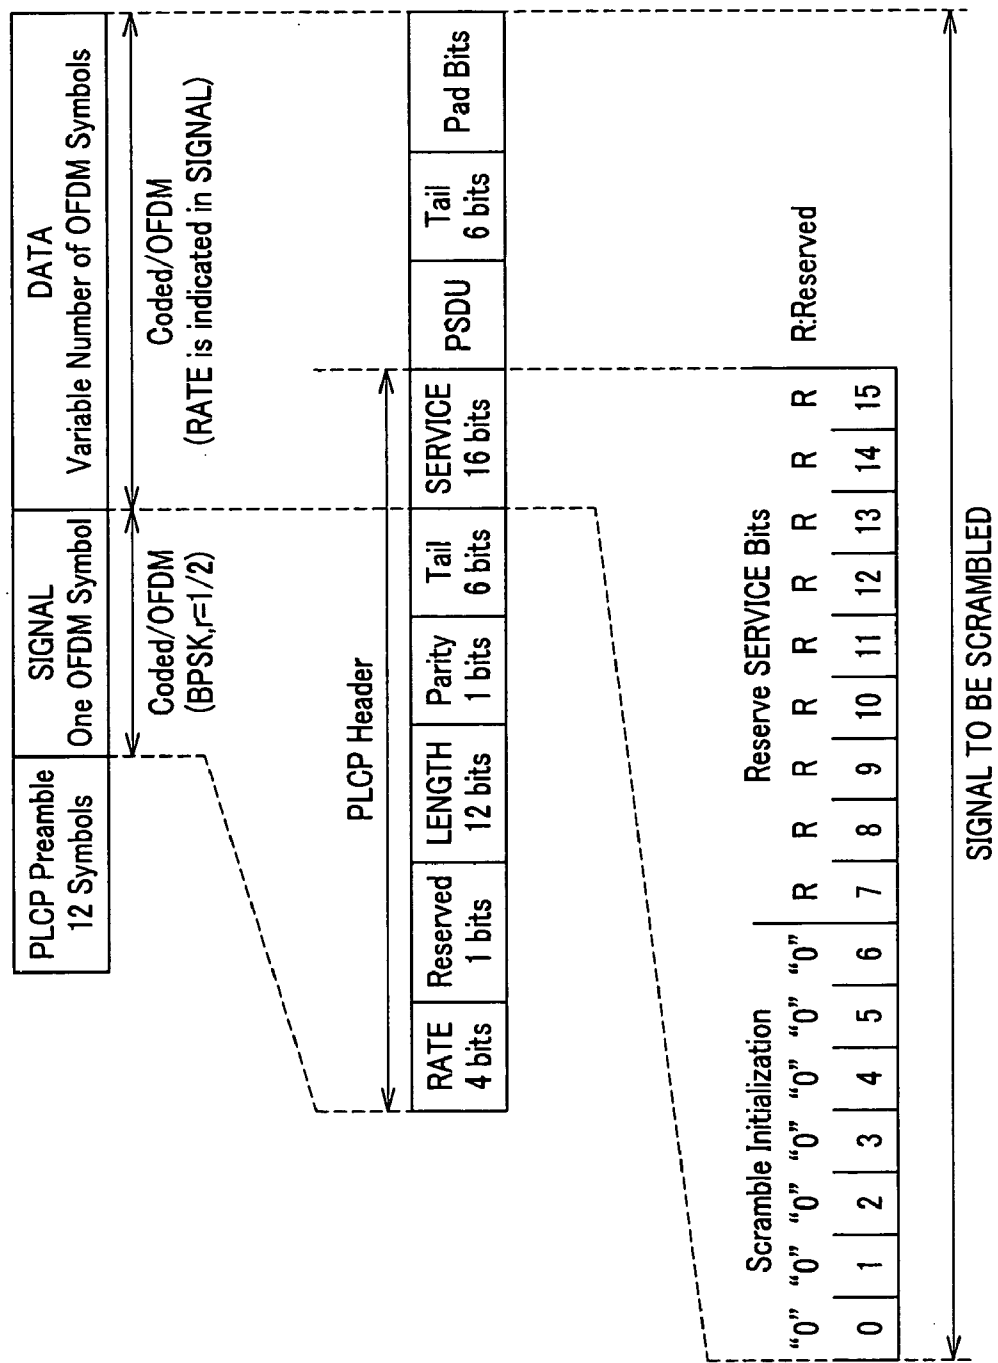 PLCP Preamble
12 Symbols
SIGNAL
One OFDM Symbol
DATA
Variable Number of OFDM Symbols
Coded/OFDM
(BPSK,r=1/2)
Coded/OFDM
(RATE is indicated in SIGNAL)
PLCP Header
RATE
4 bits
Reserved
1 bits
LENGTH
12 bits
Parity
1 bits
Tail
6 bits
SERVICE
16 bits
PSDU
Tail
6 bits
Pad Bits
Scramble Initialization
Reserve SERVICE Bits
"0" "0" "0" "0" "0" "0" "0" R R R R R R R R R
R:Reserved
0 1 2 3 4 5 6 7 8 9 10 11 12 13 14 15
SIGNAL TO BE SCRAMBLED